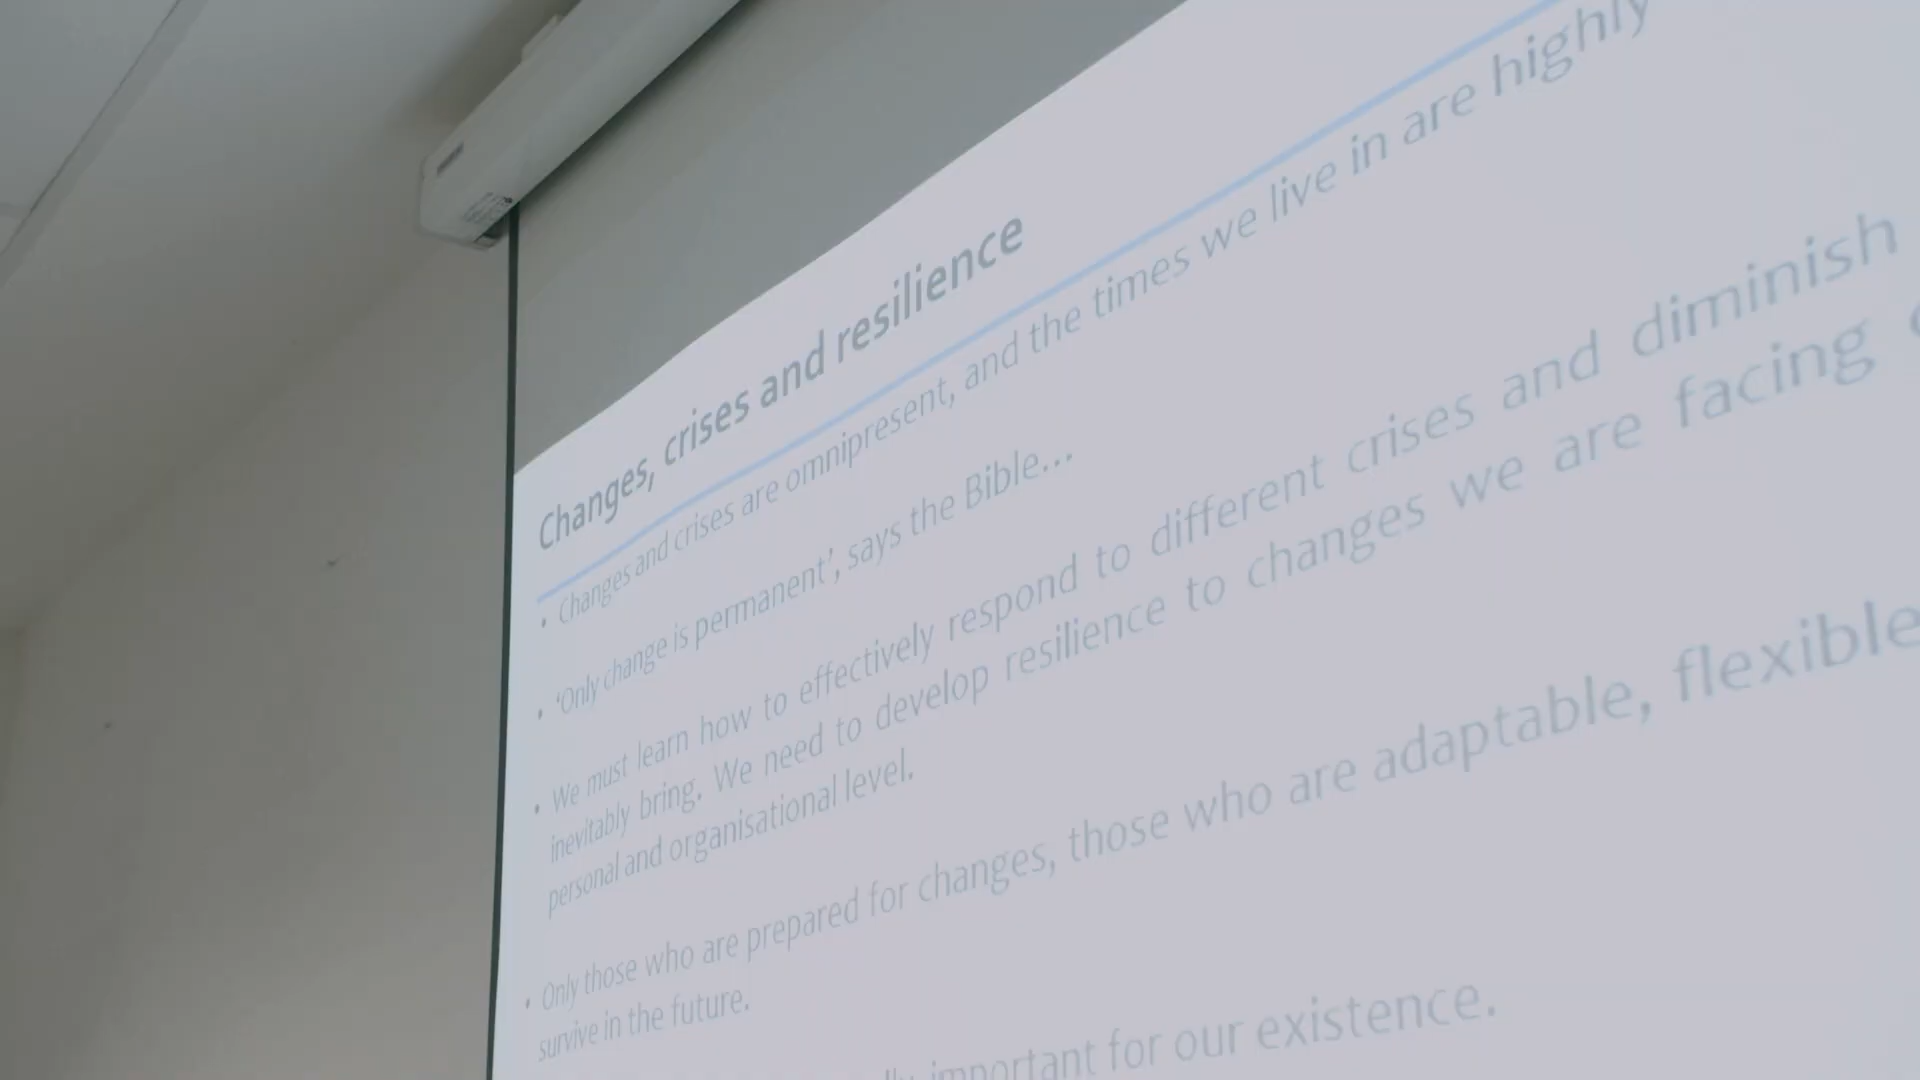 Changes, crises and resilience
• Changes and crises are omnipresent, and the times we live in are highly
• ‘Only change is permanent’, says the Bible...
• We must learn how to effectively respond to different crises and diminish
inevitably bring. We need to develop resilience to changes we are facing
personal and organisational level.
• Only those who are prepared for changes, those who are adaptable, flexible
survive in the future.
important for our existence.